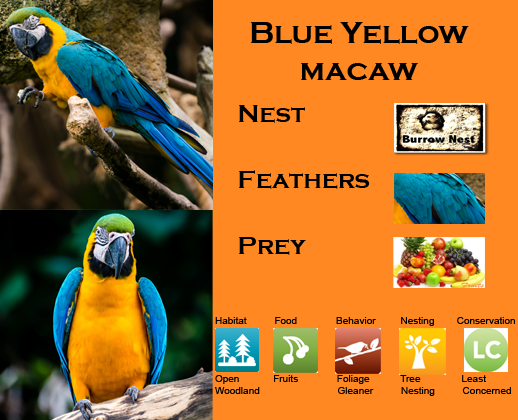 Blue Yellow
macaw
Nest
Burrow Nest
Feathers
Prey
Habitat Food Behavior Nesting Conservation
LC
Open Fruits Foliage Tree Least
Woodland Gleaner Nesting Concerned